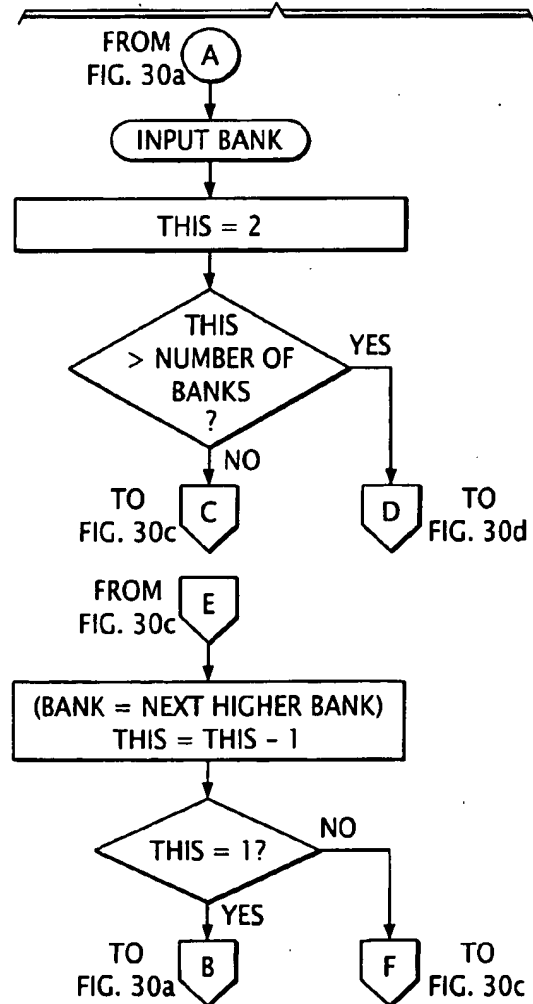 FROM
FIG. 30a
A
INPUT BANK
THIS = 2
THIS
> NUMBER OF
BANKS
?
YES
NO
TO
FIG. 30c
C
D
TO
FIG. 30d
FROM
FIG. 30c
E
(BANK = NEXT HIGHER BANK)
THIS = THIS - 1
THIS = 1?
NO
YES
TO
FIG. 30a
B
F
TO
FIG. 30c